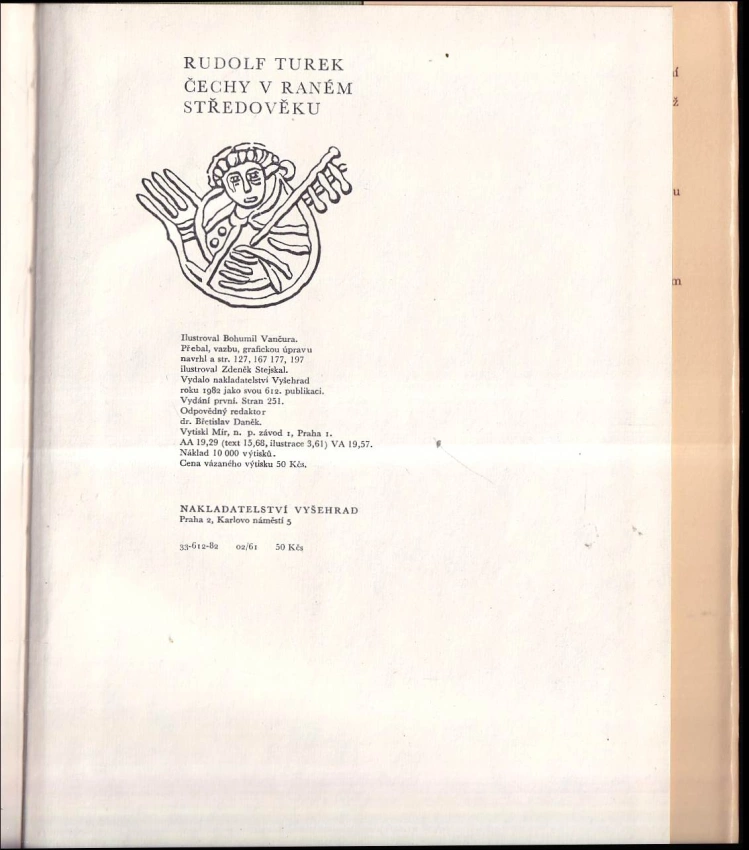 RUDOLF TUREK
ČECHY V RANÉM
STŘEDOVĚKU
Ilustroval Bohumil Vančura.
Přebal, vazbu, grafickou úpravu
navrhl a str. 127, 167 177, 197
ilustroval Zdeněk Stejskal.
Vydalo nakladatelství Vyšehrad
roku 1982 jako svou 612. publikaci.
Vydání první. Stran 251.
Odpovědný redaktor
dr. Břetislav Daněk.
Vytiskl Mír, n. p. závod 1, Praha 1.
AA 19,29 (text 15,68, ilustrace 3,61) VA 19,57.
Náklad 10 000 výtisků.
Cena vázaného výtisku 50 Kčs.
NAKLADATELSTVÍ VYŠEHRAD
Praha 2, Karlovo náměstí 5
33-612-82 02/61 50 Kčs
í
ž
u
m